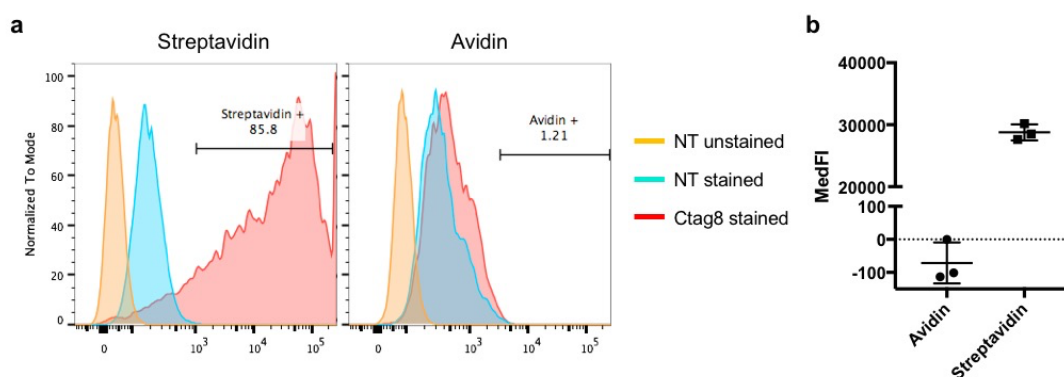 a
Streptavidin
Avidin
Normalized To Mode
100
80
60
40
20
0
Streptavidin +
85.8
Avidin +
1.21
0 10³ 10⁴ 10⁵
0 10³ 10⁴ 10⁵
NT unstained
NT stained
Ctag8 stained
b
MedFI
40000
30000
20000
100
0
-100
Avidin
Streptavidin